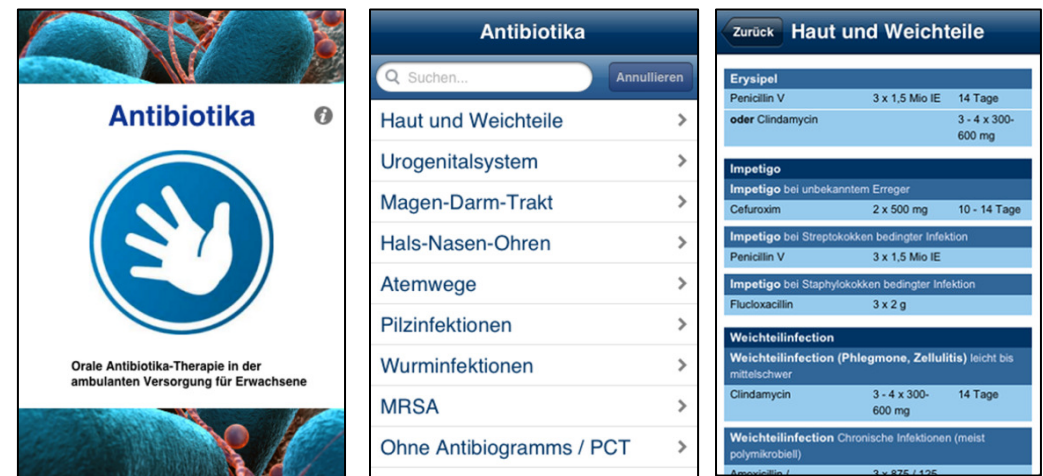 Antibiotika
Orale Antibiotika-Therapie in der
ambulanten Versorgung für Erwachsene
Antibiotika
Suchen...
Annullieren
Haut und Weichteile
Urogenitalsystem
Magen-Darm-Trakt
Hals-Nasen-Ohren
Atemwege
Pilzinfektionen
Wurminfektionen
MRSA
Ohne Antibiogramms / PCT
Zurück Haut und Weichteile
Erysipel
Penicillin V 3 x 1,5 Mio IE 14 Tage
oder Clindamycin 3 - 4 x 300-
600 mg
Impetigo
Impetigo bei unbekanntem Erreger
Cefuroxim 2 x 500 mg 10 - 14 Tage
Impetigo bei Streptokokken bedingter Infektion
Penicillin V 3 x 1,5 Mio IE
Impetigo bei Staphylokokken bedingter Infektion
Flucloxacillin 3 x 2 g
Weichteilinfection
Weichteilinfection (Phlegmone, Zellulitis) leicht bis
mittelschwer
Clindamycin 3 - 4 x 300- 14 Tage
600 mg
Weichteilinfection Chronische Infektionen (meist
polymikrobiell)
Amoxicillin / 3 x 875 / 125